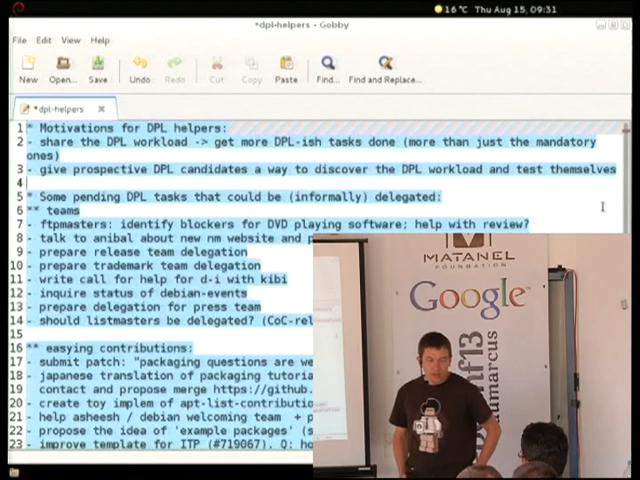 16 °C Thu Aug 15, 09:31
*dpl-helpers - Gobby
File Edit View Help
New Open... Save Undo Redo Cut Copy Paste Find... Find and Replace...
*dpl-helpers
1 * Motivations for DPL helpers:
2 - share the DPL workload -> get more DPL-ish tasks done (more than just the mandatory
ones)
3 - give prospective DPL candidates a way to discover the DPL workload and test themselves
4
5 * Some pending DPL tasks that could be (informally) delegated:
6 ** teams
7 - ftpmasters: identify blockers for DVD playing software; help with review?
8 - talk to anibal about new nm website and p
9 - prepare release team delegation
10 - prepare trademark team delegation
11 - write call for help for d-i with kibi
12 - inquire status of debian-events
13 - prepare delegation for press team
14 - should listmasters be delegated? (CoC-rel
15
16 ** easying contributions:
17 - submit patch: "packaging questions are we
18 - japanese translation of packaging tutoria
19 - contact and propose merge https://github.
20 - create toy implem of apt-list-contributio
21 - help asheesh / debian welcoming team + p
22 - propose the idea of 'example packages' (s
23 - improve template for ITP (#719067). Q: ho
MATANEL
FOUNDATION
Google™
nf13
aumarcus